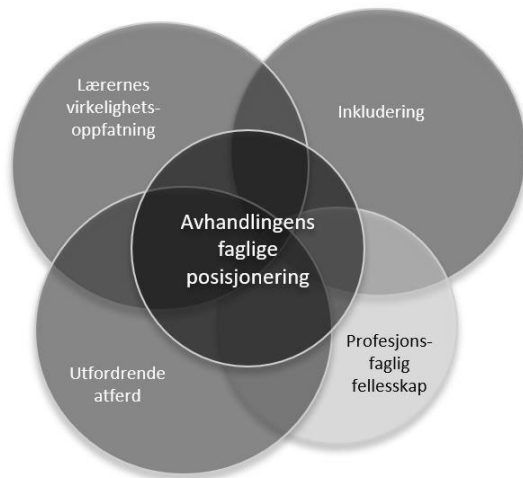 Lærernes
virkelighets-
oppfatning
Inkludering
Avhandlingens
faglige
posisjonering
Utfordrende
atferd
Profesjons-
faglig
fellesskap